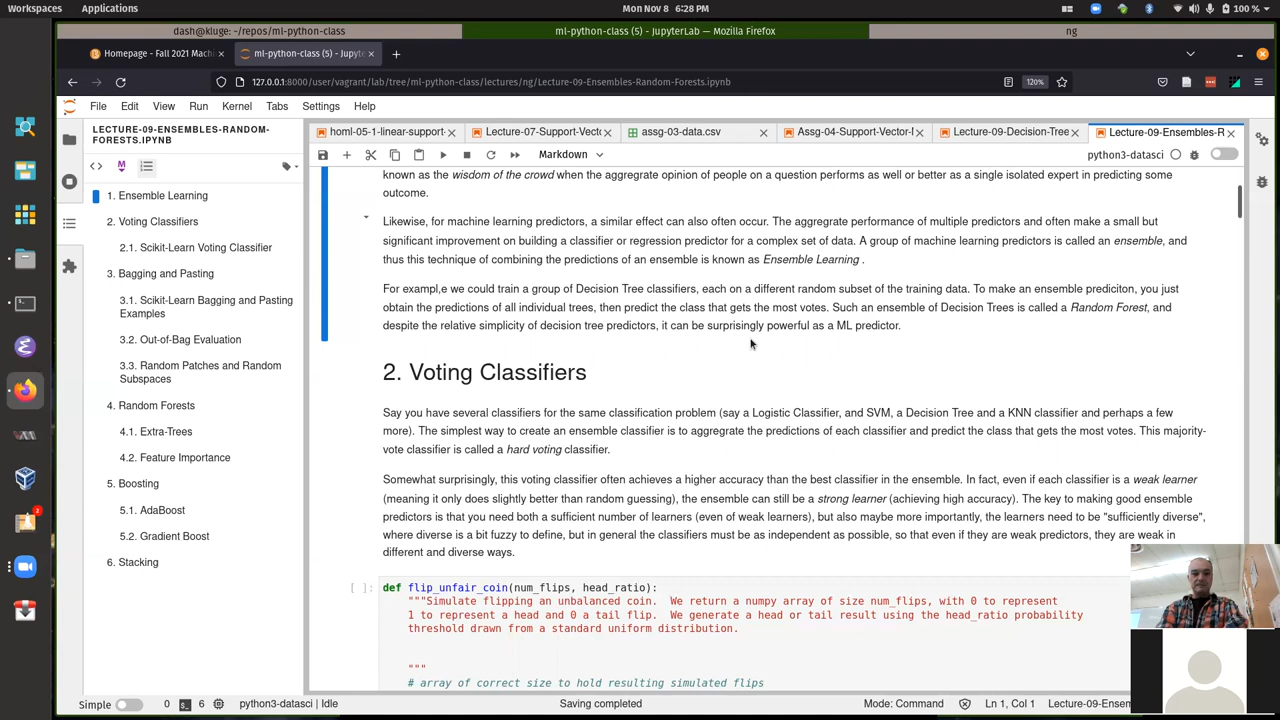 Workspaces Applications Mon Nov 8 6:28 PM 100 %
dash@kluge: ~/repos/ml-python-class ml-python-class (5) - JupyterLab — Mozilla Firefox ng
Homepage - Fall 2021 Machi ml-python-class (5) - Jupyte
127.0.0.1:8000/user/vagrant/lab/tree/ml-python-class/lectures/ng/Lecture-09-Ensembles-Random-Forests.ipynb 120%
File Edit View Run Kernel Tabs Settings Help
LECTURE-09-ENSEMBLES-RANDOM-
FORESTS.IPYNB
1. Ensemble Learning
2. Voting Classifiers
2.1. Scikit-Learn Voting Classifier
3. Bagging and Pasting
3.1. Scikit-Learn Bagging and Pasting
Examples
3.2. Out-of-Bag Evaluation
3.3. Random Patches and Random
Subspaces
4. Random Forests
4.1. Extra-Trees
4.2. Feature Importance
5. Boosting
5.1. AdaBoost
5.2. Gradient Boost
6. Stacking
homl-05-1-linear-support- Lecture-07-Support-Vect assg-03-data.csv Assg-04-Support-Vector-I Lecture-09-Decision-Tree Lecture-09-Ensembles-R
Markdown python3-datasci
known as the wisdom of the crowd when the aggregrate opinion of people on a question performs as well or better as a single isolated expert in predicting some
outcome.
Likewise, for machine learning predictors, a similar effect can also often occur. The aggregrate performance of multiple predictors and often make a small but
significant improvement on building a classifier or regression predictor for a complex set of data. A group of machine learning predictors is called an ensemble, and
thus this technique of combining the predictions of an ensemble is known as Ensemble Learning .
For exampl,e we could train a group of Decision Tree classifiers, each on a different random subset of the training data. To make an ensemble prediciton, you just
obtain the predictions of all individual trees, then predict the class that gets the most votes. Such an ensemble of Decision Trees is called a Random Forest, and
despite the relative simplicity of decision tree predictors, it can be surprisingly powerful as a ML predictor.
2. Voting Classifiers
Say you have several classifiers for the same classification problem (say a Logistic Classifier, and SVM, a Decision Tree and a KNN classifier and perhaps a few
more). The simplest way to create an ensemble classifier is to aggregrate the predictions of each classifier and predict the class that gets the most votes. This majority-
vote classifier is called a hard voting classifier.
Somewhat surprisingly, this voting classifier often achieves a higher accuracy than the best classifier in the ensemble. In fact, even if each classifier is a weak learner
(meaning it only does slightly better than random guessing), the ensemble can still be a strong learner (achieving high accuracy). The key to making good ensemble
predictors is that you need both a sufficient number of learners (even of weak learners), but also maybe more importantly, the learners need to be "sufficiently diverse",
where diverse is a bit fuzzy to define, but in general the classifiers must be as independent as possible, so that even if they are weak predictors, they are weak in
different and diverse ways.
[ ]: def flip_unfair_coin(num_flips, head_ratio):
"""Simulate flipping an unbalanced coin. We return a numpy array of size num_flips, with 0 to represent
1 to represent a head and 0 a tail flip. We generate a head or tail result using the head_ratio probability
threshold drawn from a standard uniform distribution.
"""
# array of correct size to hold resulting simulated flips
Simple 0 6 python3-datasci | Idle Saving completed Mode: Command Ln 1, Col 1 Lecture-09-Ensem